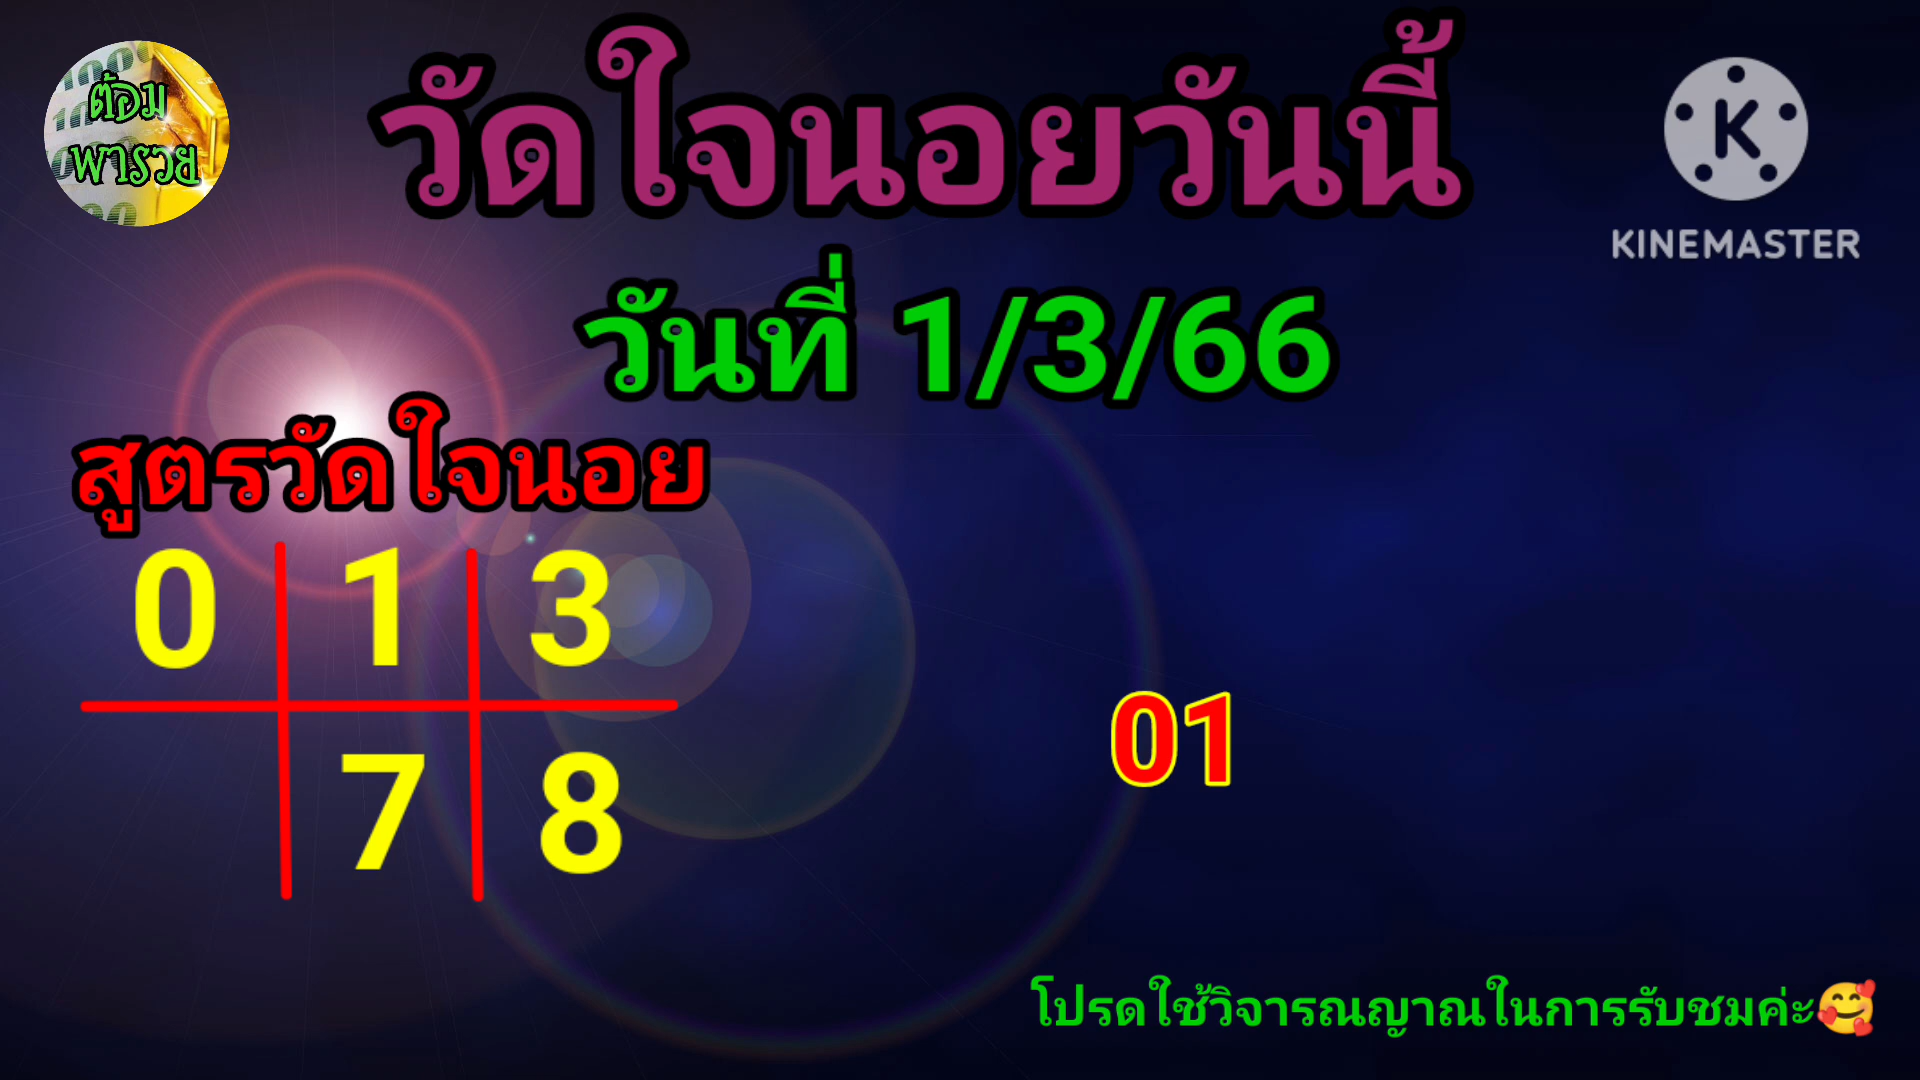 ต้อม
พารวย
วัดใจนอยวันนี้
KINEMASTER
วันที่ 1/3/66
สูตรวัดใจนอย
0 1 3
7 8
01
โปรดใช้วิจารณญาณในการรับชมค่ะ🥰